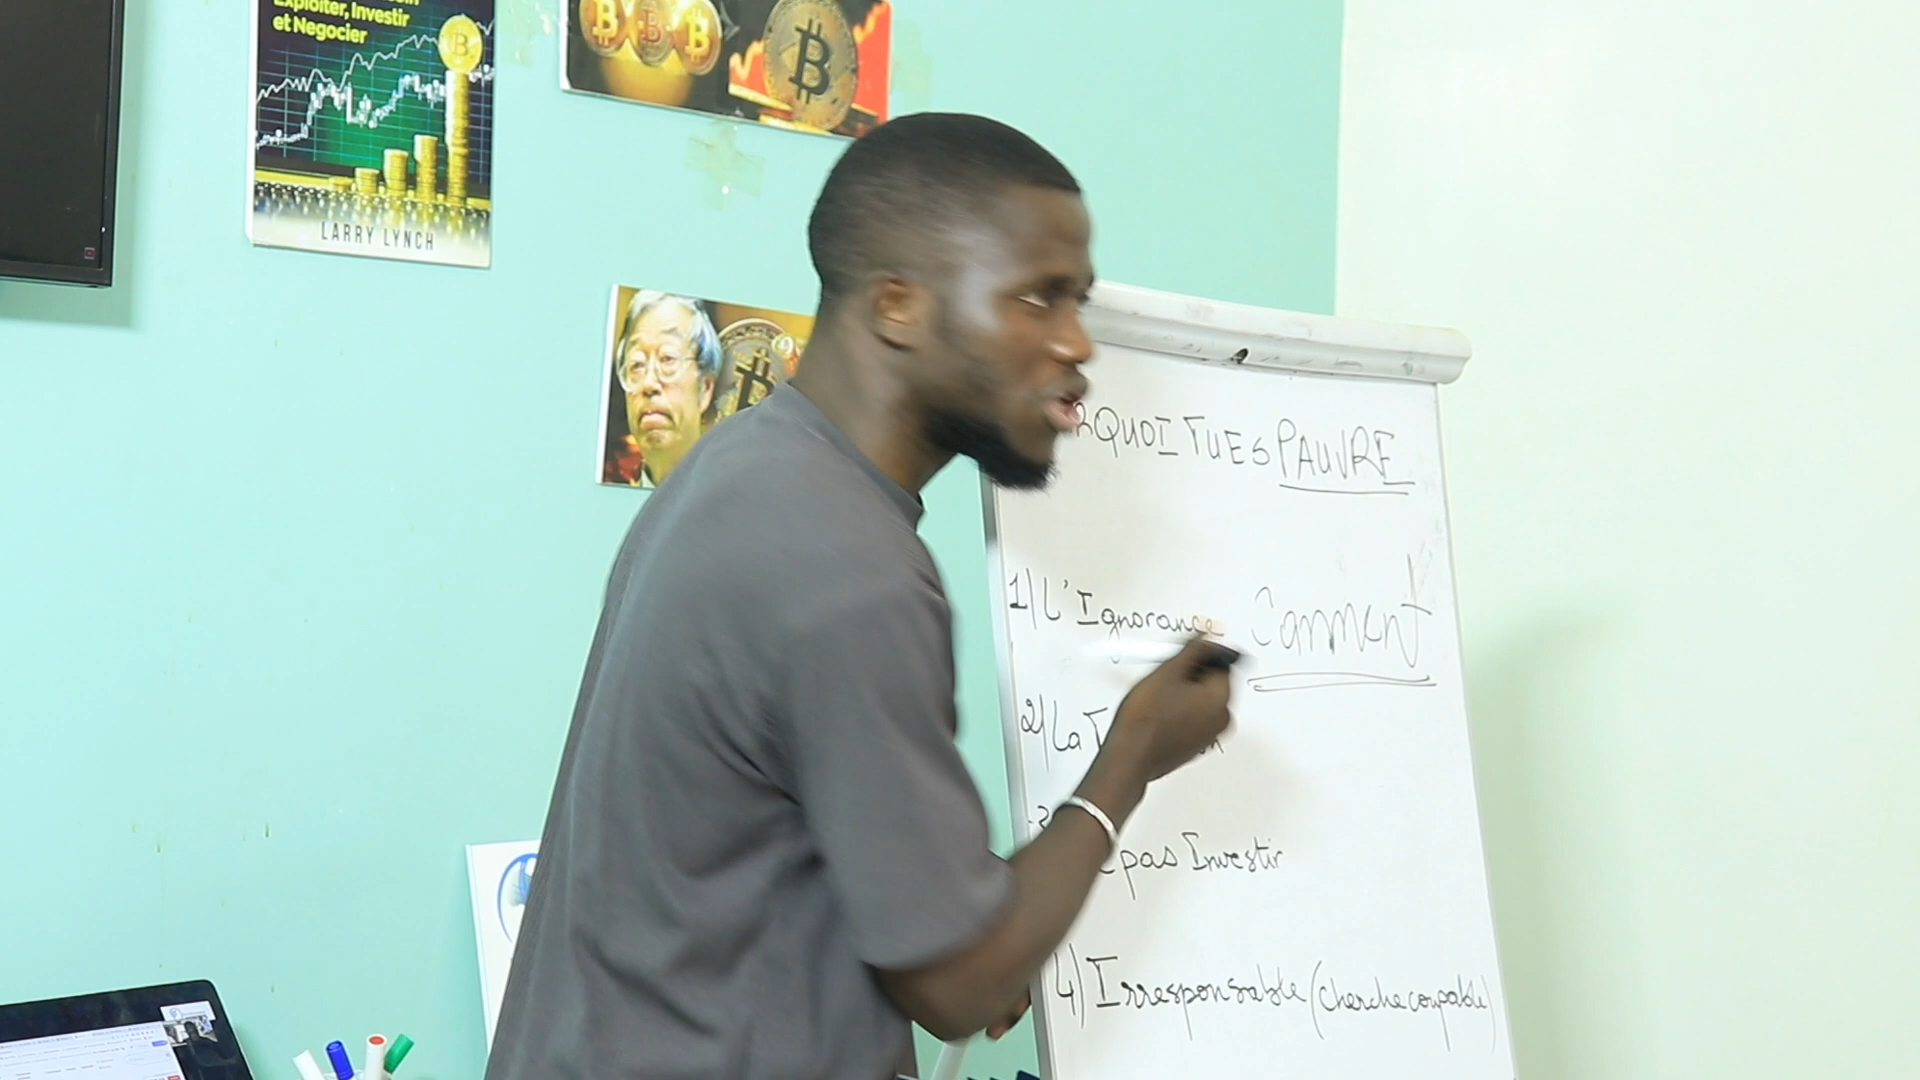 Exploiter, Investir
et Negocier
LARRY LYNCH
RQUOI TU ES PAUVRE
1) L'Ignorance
Comment
2) La
pas Investir
4) Irresponsable (cherche coupable)